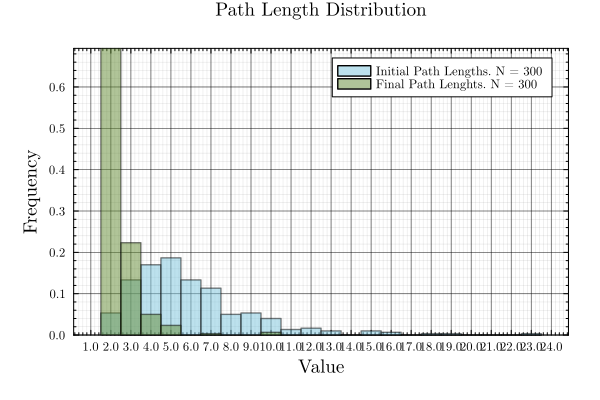 Path Length Distribution
Initial Path Lengths. N = 300
Final Path Lenghts. N = 300
0.6
0.5
0.4
0.3
0.2
0.1
0.0
Frequency
1.0 2.0 3.0 4.0 5.0 6.0 7.0 8.0 9.0 10.0 11.0 12.0 13.0 14.0 15.0 16.0 17.0 18.0 19.0 20.0 21.0 22.0 23.0 24.0
Value